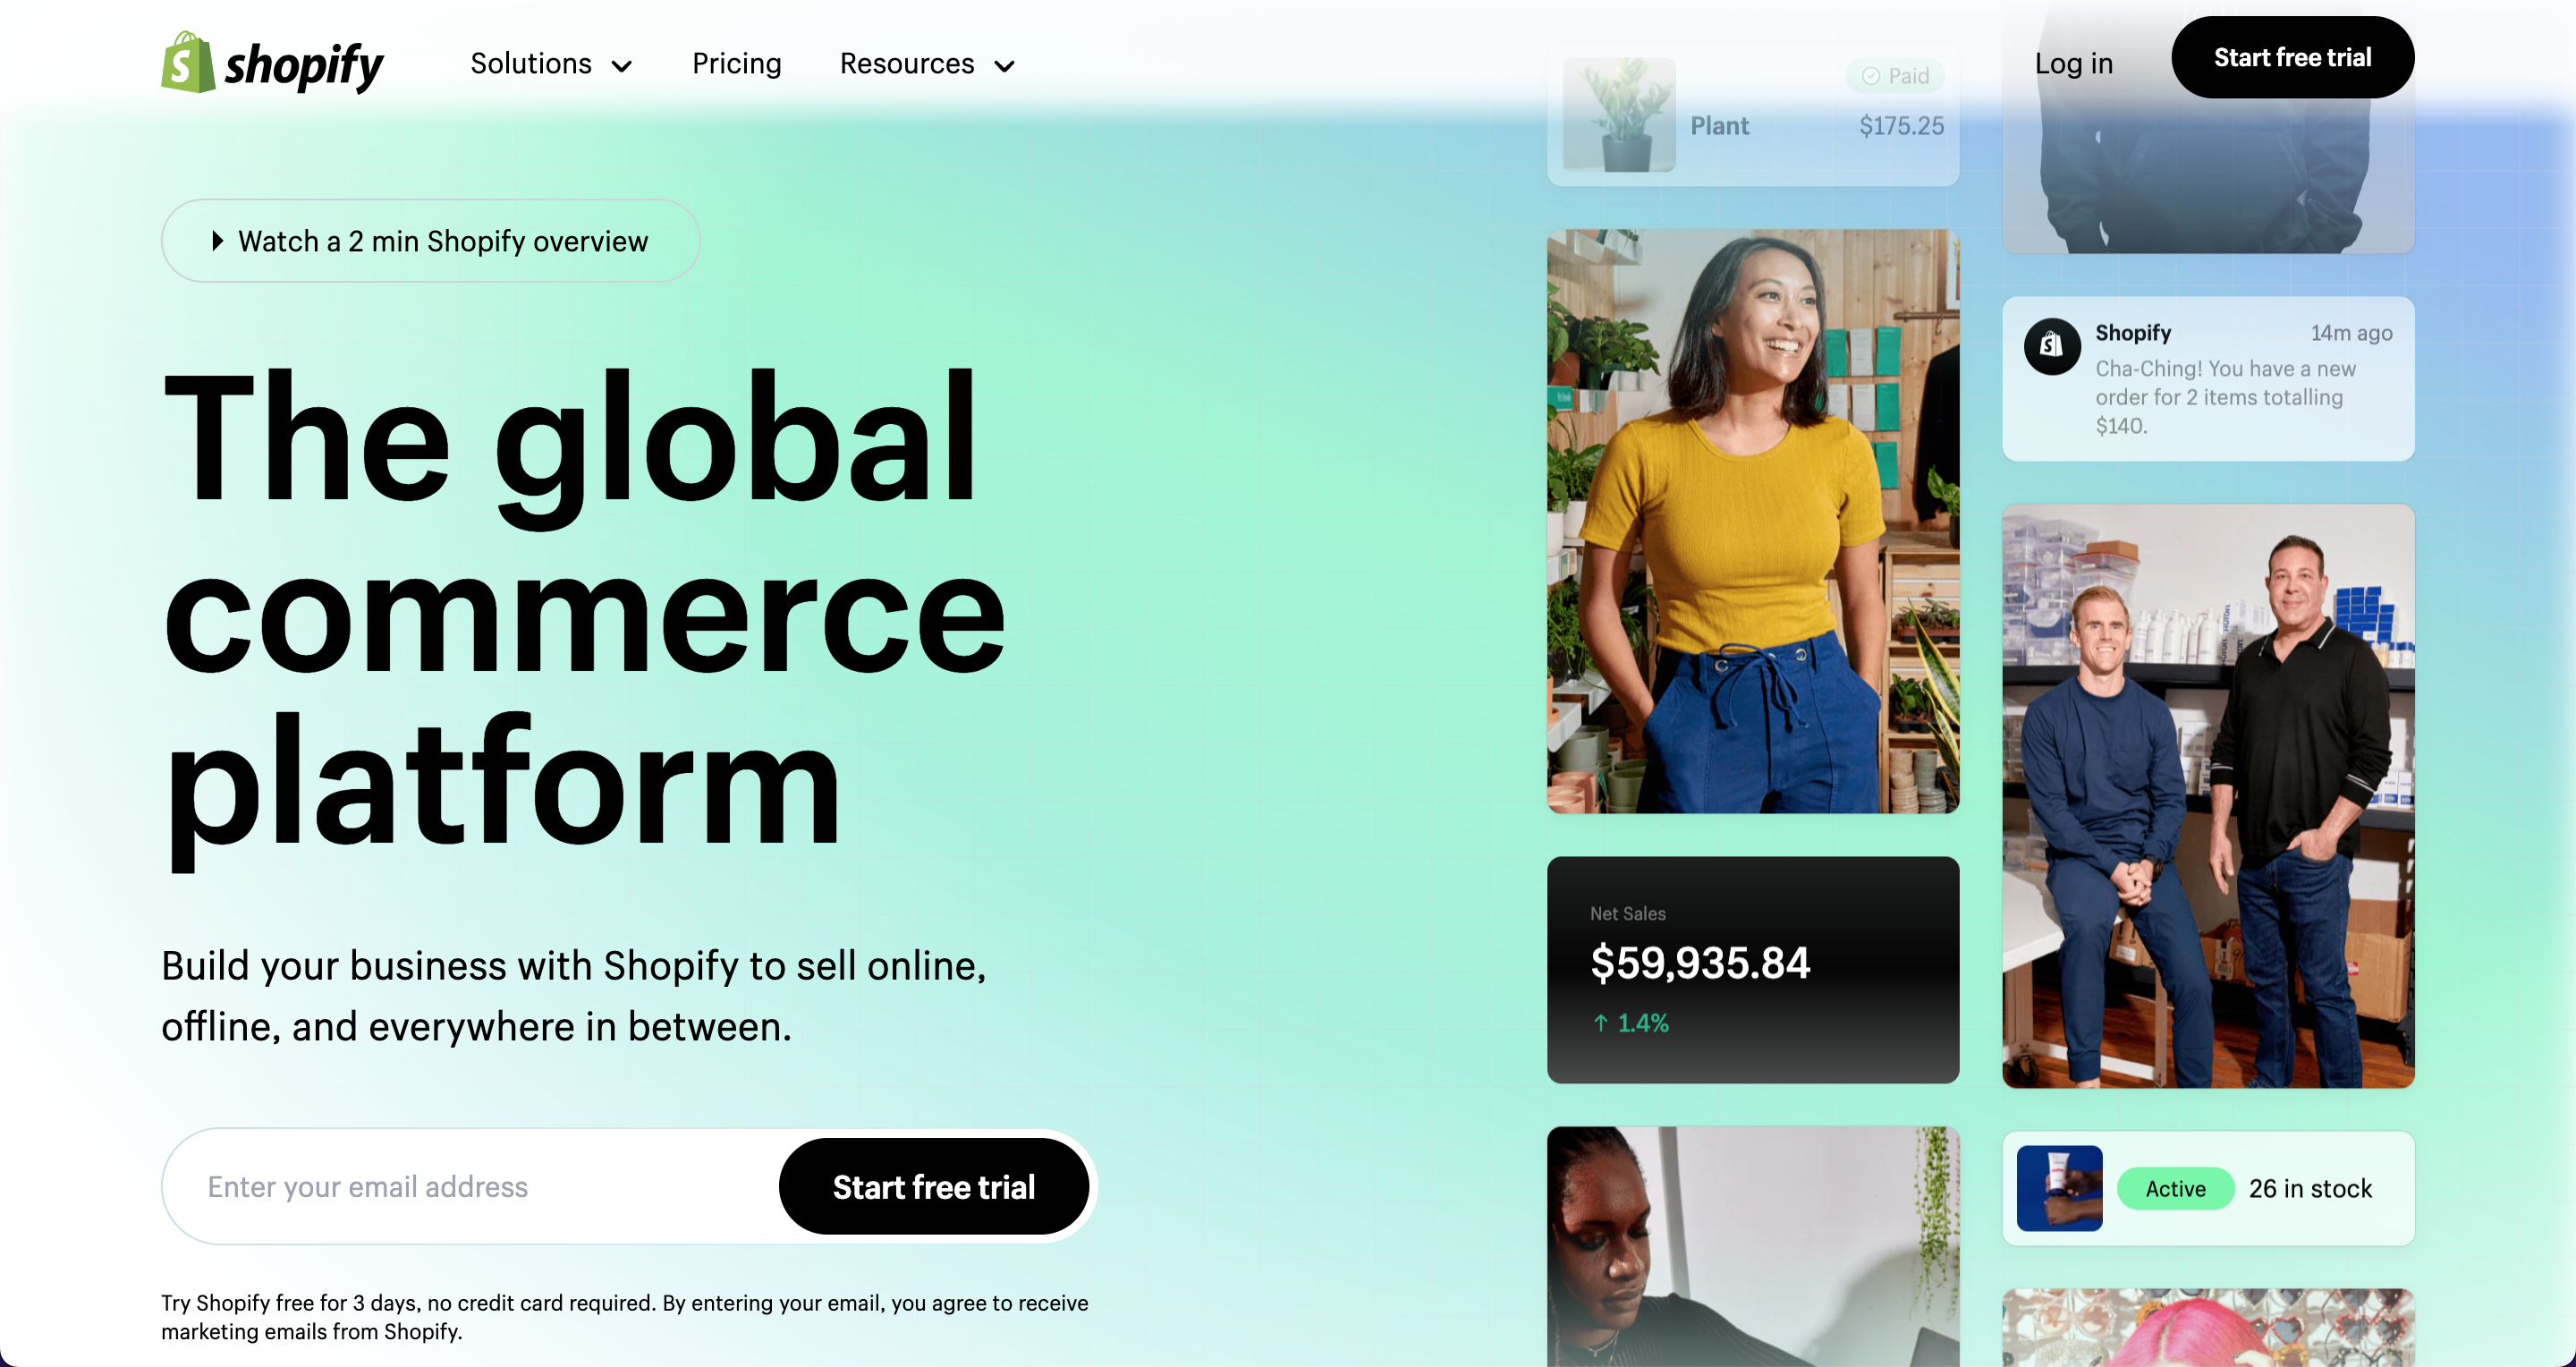 shopify
Solutions
Pricing
Resources
Log in
Start free trial
Watch a 2 min Shopify overview
The global
commerce
platform
Build your business with Shopify to sell online,
offline, and everywhere in between.
Enter your email address
Start free trial
Try Shopify free for 3 days, no credit card required. By entering your email, you agree to receive
marketing emails from Shopify.
Paid
Plant
$175.25
Net Sales
$59,935.84
↑ 1.4%
Shopify
14m ago
Cha-Ching! You have a new
order for 2 items totalling
$140.
Active
26 in stock